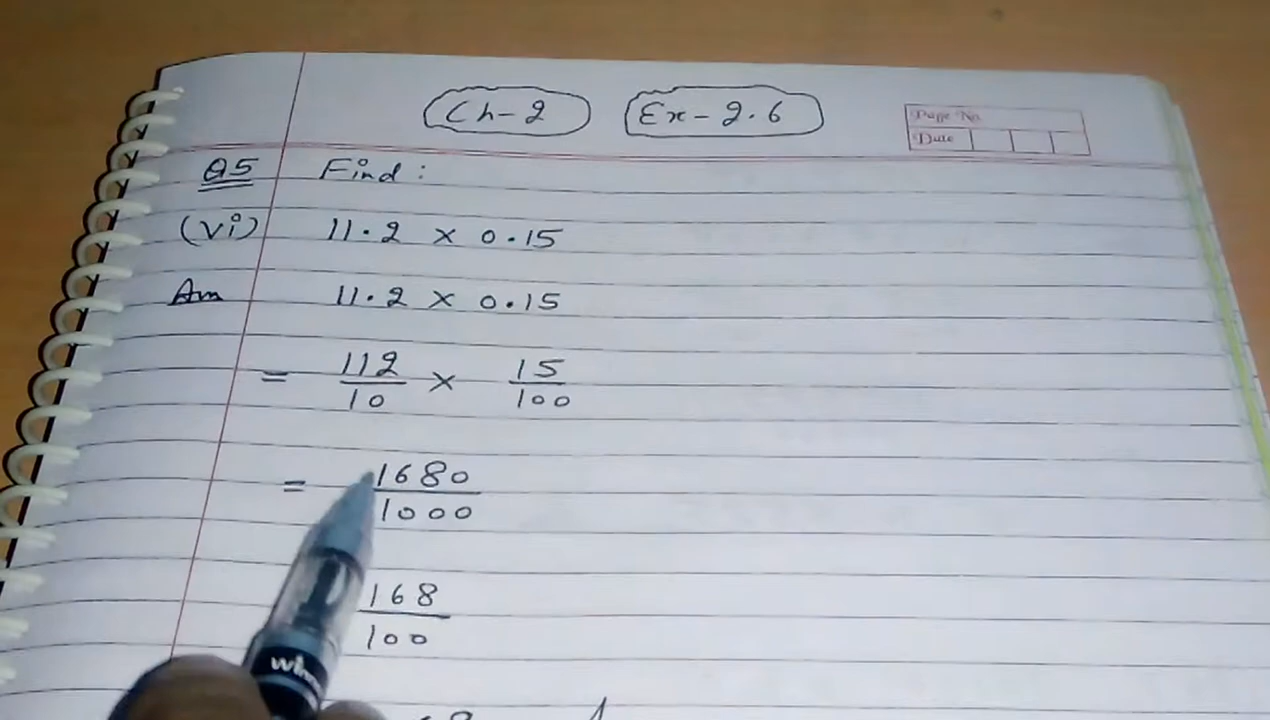 Ch-2 Ex-2.6
Page No.
Date
Q5 Find:
(vi) 11.2 × 0.15
Ans 11.2 × 0.15
= 112/10 × 15/100
= 1680/1000
168/100